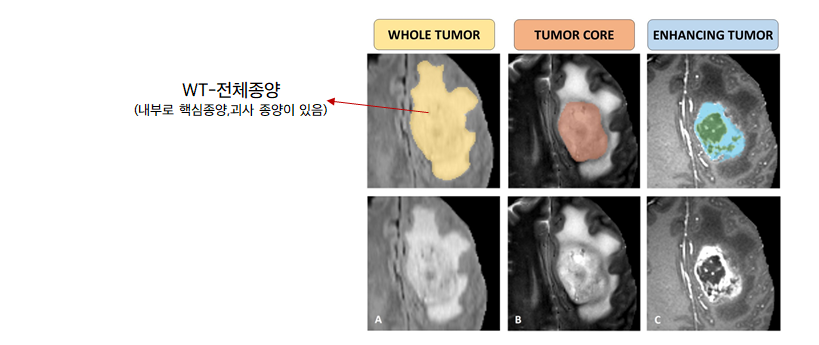 WHOLE TUMOR
TUMOR CORE
ENHANCING TUMOR
WT-전체종양
(내부로 핵심종양,괴사 종양이 있음)
A
B
C